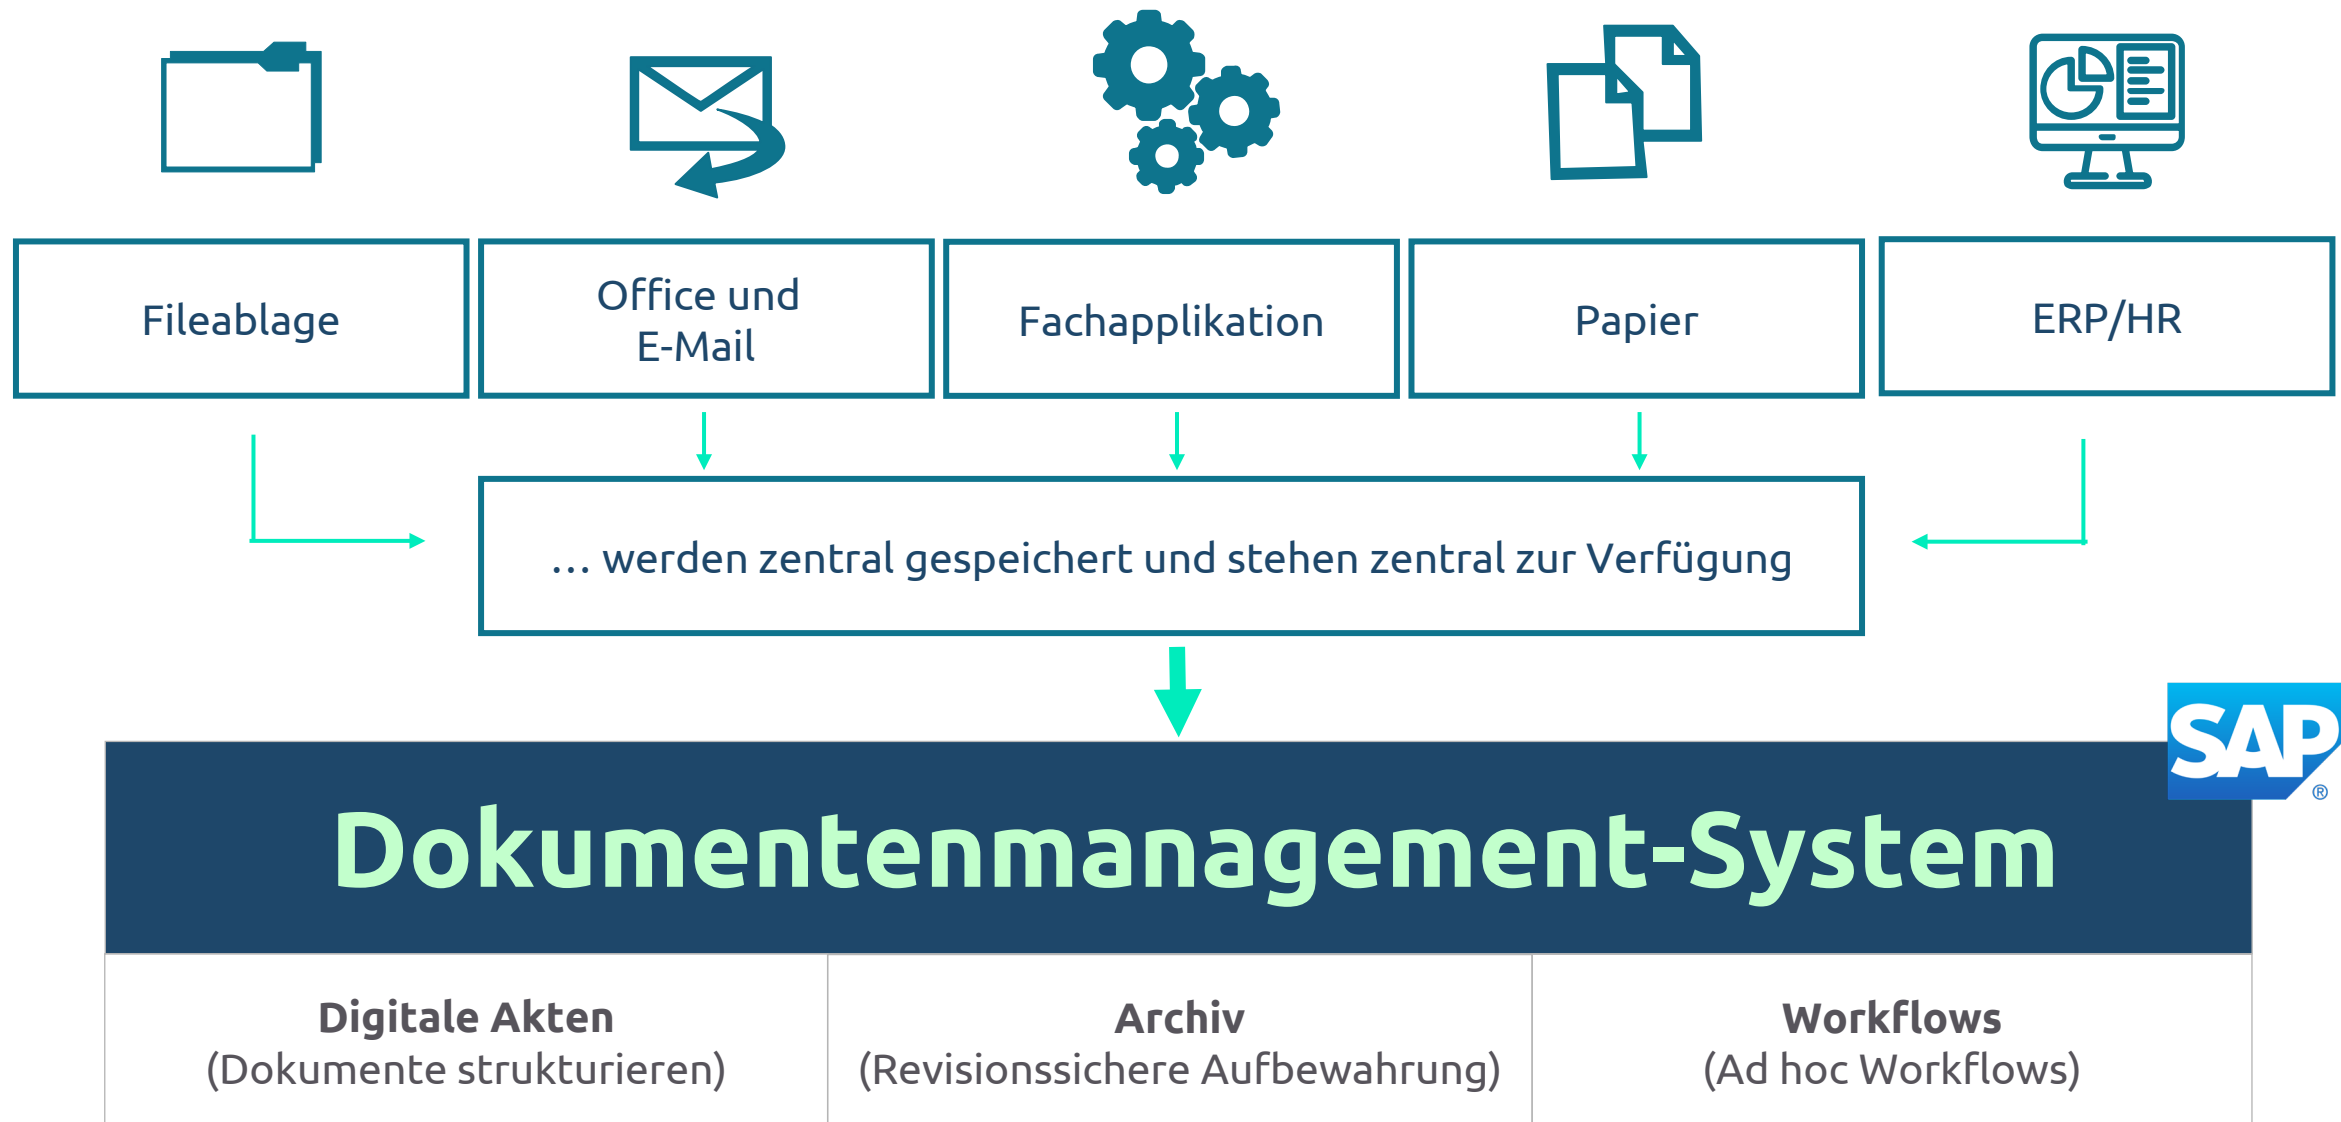 Fileablage
Office und
E-Mail
Fachapplikation
Papier
ERP/HR
... werden zentral gespeichert und stehen zentral zur Verfügung
SAP
®
Dokumentenmanagement-System
Digitale Akten
(Dokumente strukturieren)
Archiv
(Revisionssichere Aufbewahrung)
Workflows
(Ad hoc Workflows)